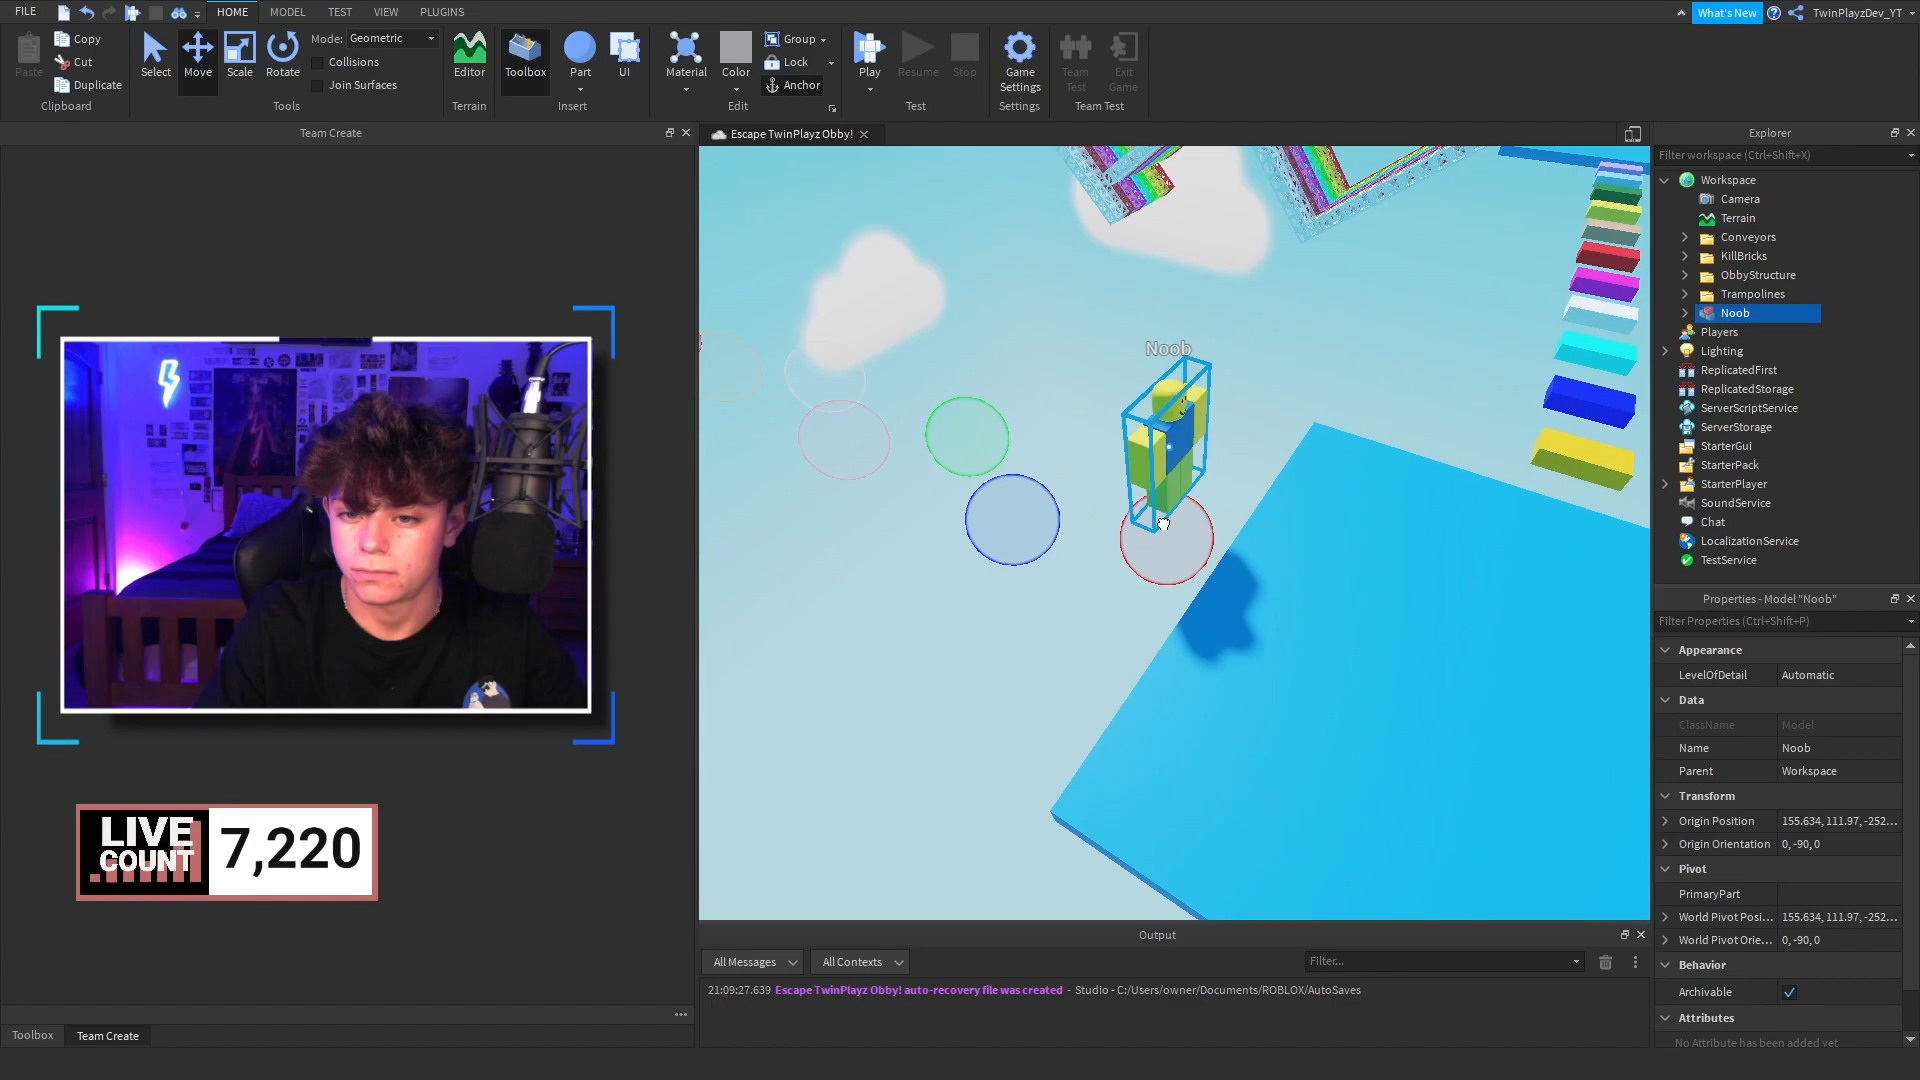 FILE
HOME
MODEL
TEST
VIEW
PLUGINS
What's New
TwinPlayzDev_YT
Paste
Copy
Cut
Duplicate
Clipboard
Select
Move
Scale
Rotate
Mode: Geometric
Collisions
Join Surfaces
Tools
Editor
Terrain
Toolbox
Part
UI
Insert
Material
Color
Group
Lock
Anchor
Edit
Play
Resume
Stop
Test
Game
Settings
Settings
Team
Test
Exit
Game
Team Test
Team Create
Escape TwinPlayz Obby!
Explorer
Filter workspace (Ctrl+Shift+X)
Workspace
Camera
Terrain
Conveyors
KillBricks
ObbyStructure
Trampolines
Noob
Players
Lighting
ReplicatedFirst
ReplicatedStorage
ServerScriptService
ServerStorage
StarterGui
StarterPack
StarterPlayer
SoundService
Chat
LocalizationService
TestService
Noob
LIVE
COUNT
7,220
Properties - Model "Noob"
Filter Properties (Ctrl+Shift+P)
Appearance
LevelOfDetail Automatic
Data
ClassName Model
Name Noob
Parent Workspace
Transform
Origin Position 155.634, 111.97, -252...
Origin Orientation 0, -90, 0
Pivot
PrimaryPart
World Pivot Posi... 155.634, 111.97, -252...
World Pivot Orie... 0, -90, 0
Behavior
Archivable
Attributes
No Attribute has been added yet
Output
All Messages
All Contexts
Filter...
21:09:27.639 Escape TwinPlayz Obby! auto-recovery file was created - Studio - C:/Users/owner/Documents/ROBLOX/AutoSaves
Toolbox
Team Create